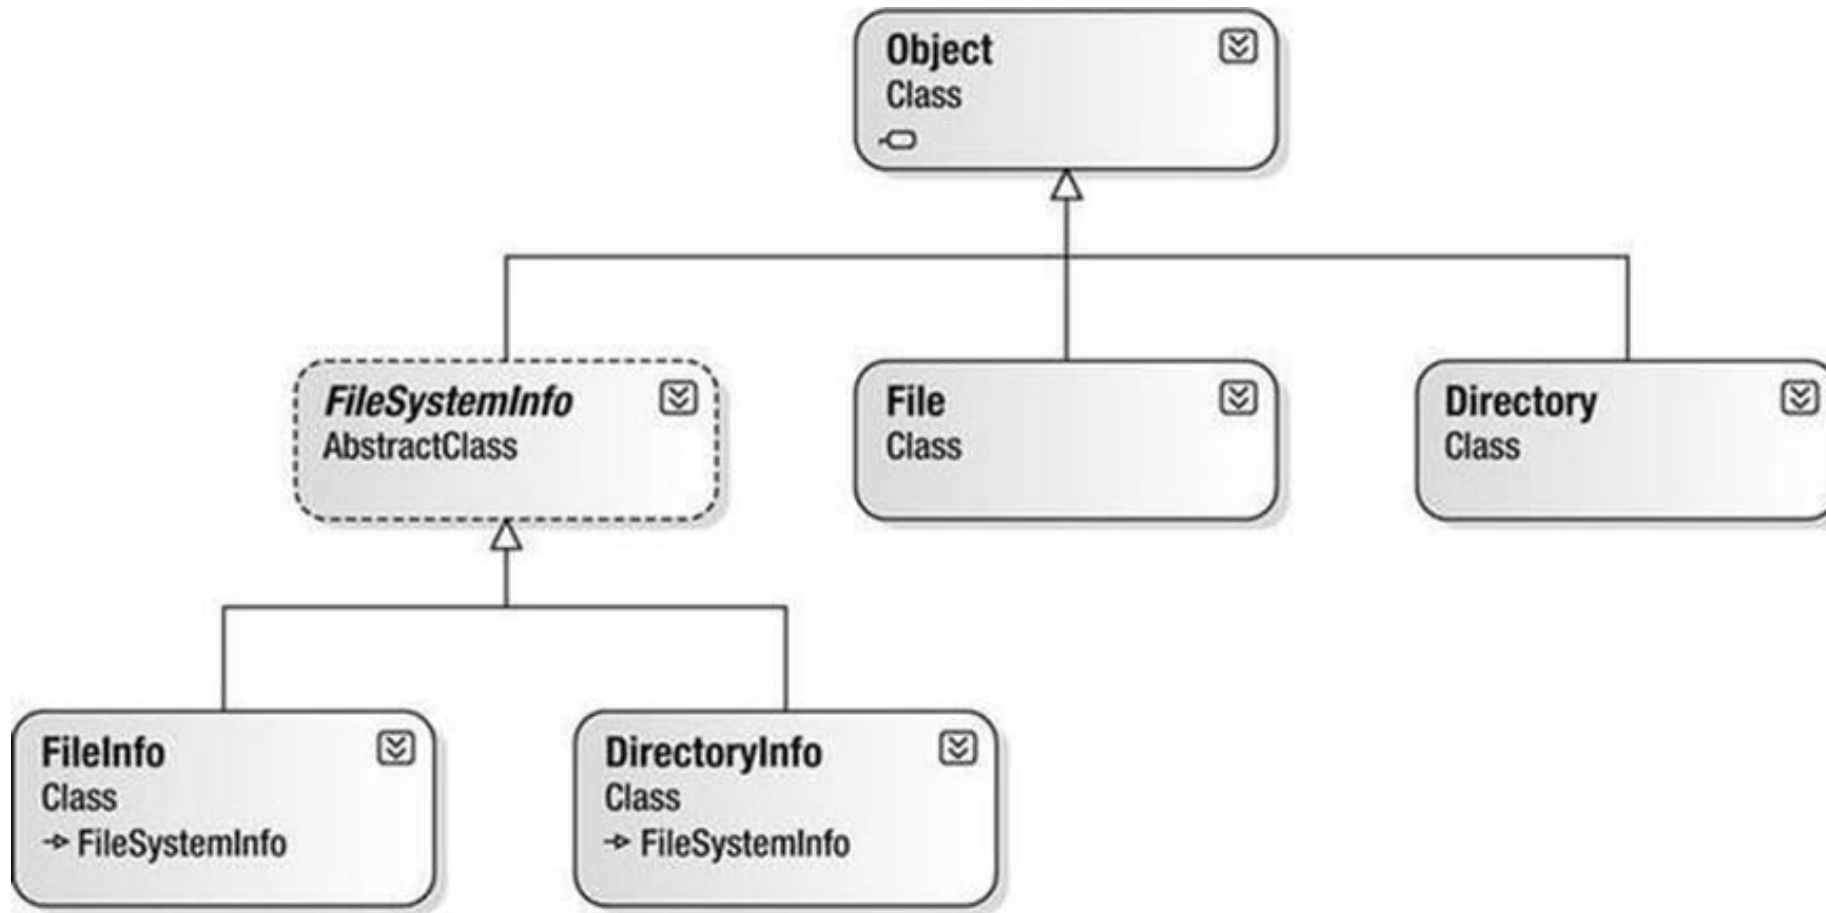 Object
Class
FileSystemInfo
AbstractClass
File
Class
Directory
Class
FileInfo
Class
FileSystemInfo
DirectoryInfo
Class
FileSystemInfo